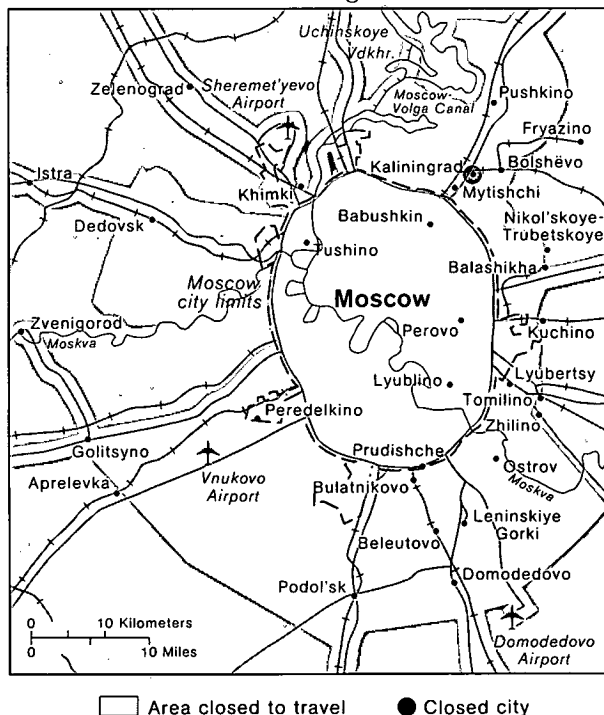 Uchinskoye
Vdkhr.
Zelenograd
Sheremet'yevo
Airport
Moscow-
Volga Canal
Pushkino
Fryazino
Kaliningrad
Bolshëvo
Istra
Khimki
Mytishchi
Babushkin
Nikol'skoye-
Trubetskoye
Dedovsk
Tushino
Balashikha
Moscow
city limits
Moscow
Zvenigorod
Moskva
Perovo
Kuchino
Lyublino
Lyubertsy
Tomilino
Peredelkino
Zhilino
Golitsyno
Prudishche
Ostrov
Vnukovo
Airport
Bulatnikovo
Moskva
Aprelevka
Leninskiye
Gorki
Beleutovo
Podol'sk
Domodedovo
0 10 Kilometers
0 10 Miles
Domodedovo
Airport
Area closed to travel
Closed city